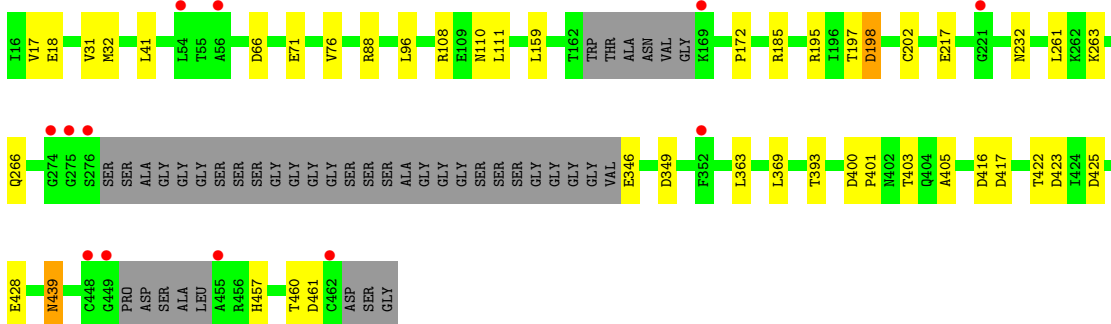 I16 V17 E18 V31 M32 L41 L54 T55 A56 D66 E71 V76 R88 L96 R108 E109 N110 L111 L159 T162 TRP THR ALA ASN VAL GLY K169 P172 R185 R195 I196 T197 D198 C202 E217 G221 N232 L261 K262 K263
Q266 G274 G275 S276 SER SER ALA GLY GLY GLY SER SER SER GLY GLY GLY GLY SER SER SER ALA GLY GLY GLY SER SER SER GLY GLY GLY GLY VAL E346 D349 F352 L363 L369 T393 D400 P401 N402 T403 Q404 A405 D416 D417 T422 D423 I424 D425
E428 N439 C448 G449 PRO ASP SER ALA LEU A455 R456 H457 T460 D461 C462 ASP SER GLY